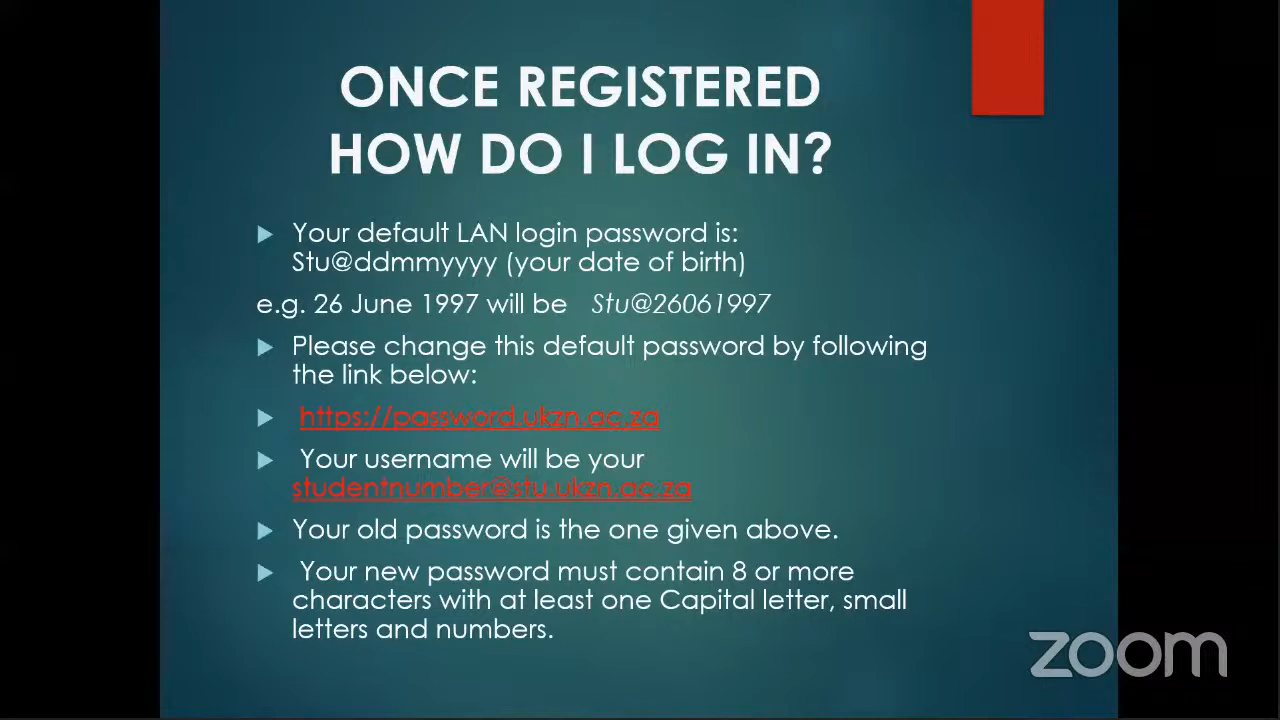 ONCE REGISTERED
HOW DO I LOG IN?
Your default LAN login password is:
Stu@ddmmyyyy (your date of birth)
e.g. 26 June 1997 will be Stu@26061997
Please change this default password by following
the link below:
https://password.ukzn.ac.za
Your username will be your
studentnumber@stu.ukzn.ac.za
Your old password is the one given above.
Your new password must contain 8 or more
characters with at least one Capital letter, small
letters and numbers.
zoom